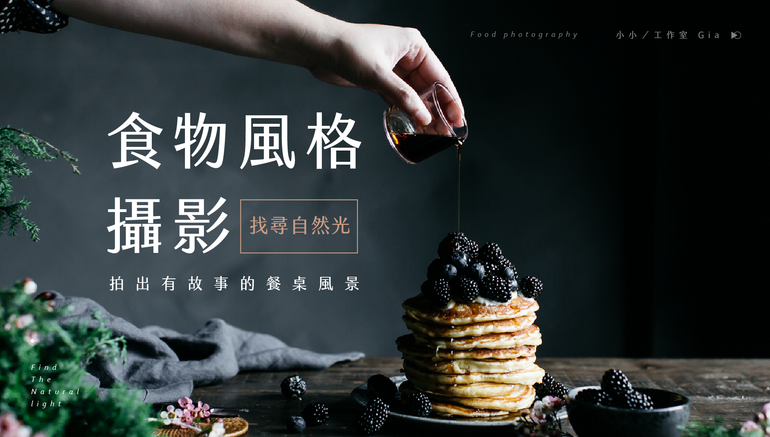 Food photography
小小／工作室 Gia
食物風格
攝影
找尋自然光
拍出有故事的餐桌風景
Find
The
Natural
light